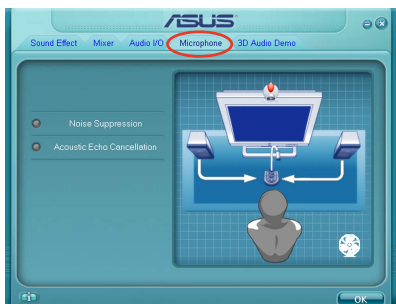 ASUS
Sound Effect Mixer Audio I/O Microphone 3D Audio Demo
Noise Suppression
Acoustic Echo Cancellation
OK